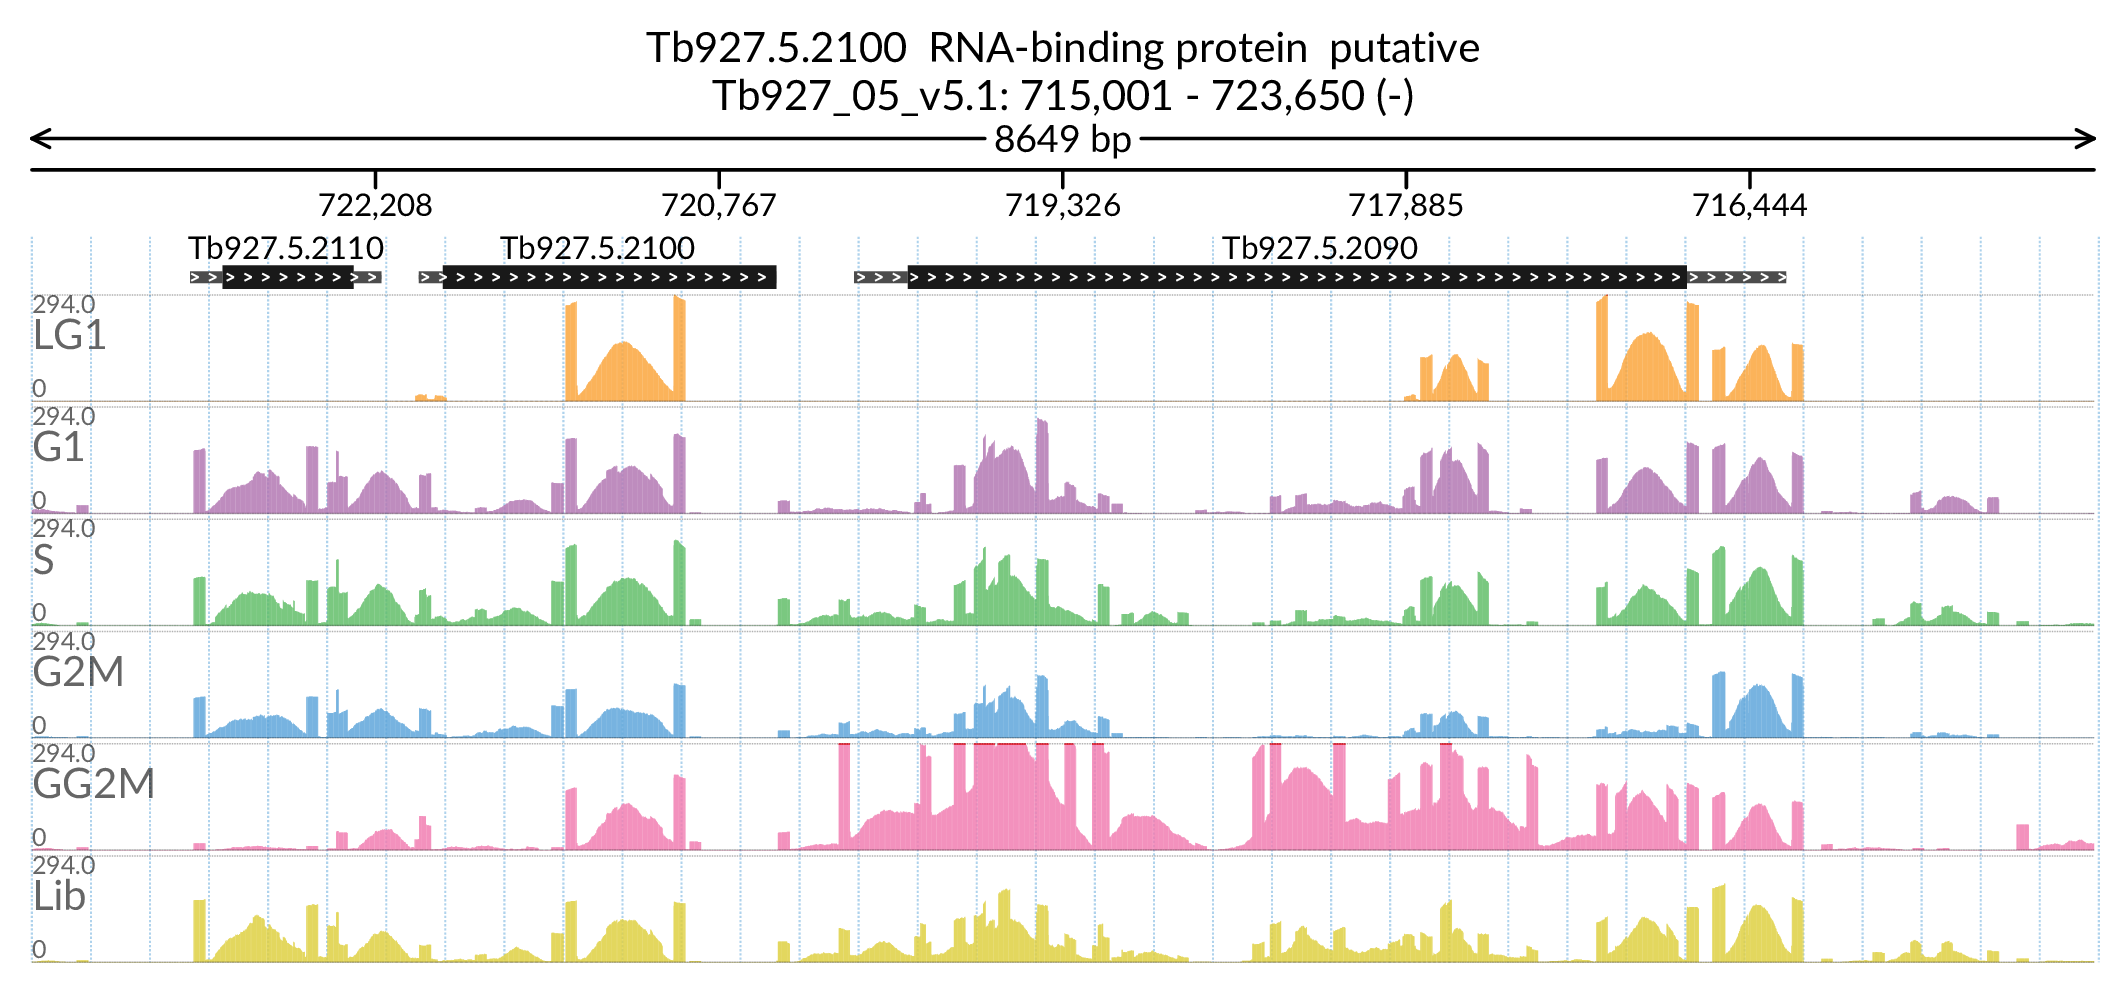 Tb927.5.2100 RNA-binding protein putative
Tb927_05_v5.1: 715,001 - 723,650 (-)
8649 bp
722,208 720,767 719,326 717,885 716,444
Tb927.5.2110 Tb927.5.2100 Tb927.5.2090
294.0
LG1
0
294.0
G1
0
294.0
S
0
294.0
G2M
0
294.0
GG2M
0
294.0
Lib
0